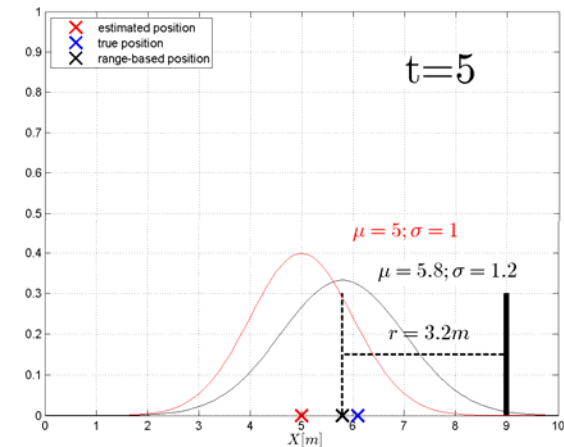 1
0.9
0.8
0.7
0.6
0.5
0.4
0.3
0.2
0.1
0
estimated position
true position
range-based position
t=5
μ = 5; σ = 1
μ = 5.8; σ = 1.2
r = 3.2m
0 1 2 3 4 5 6 7 8 9 10
X[m]